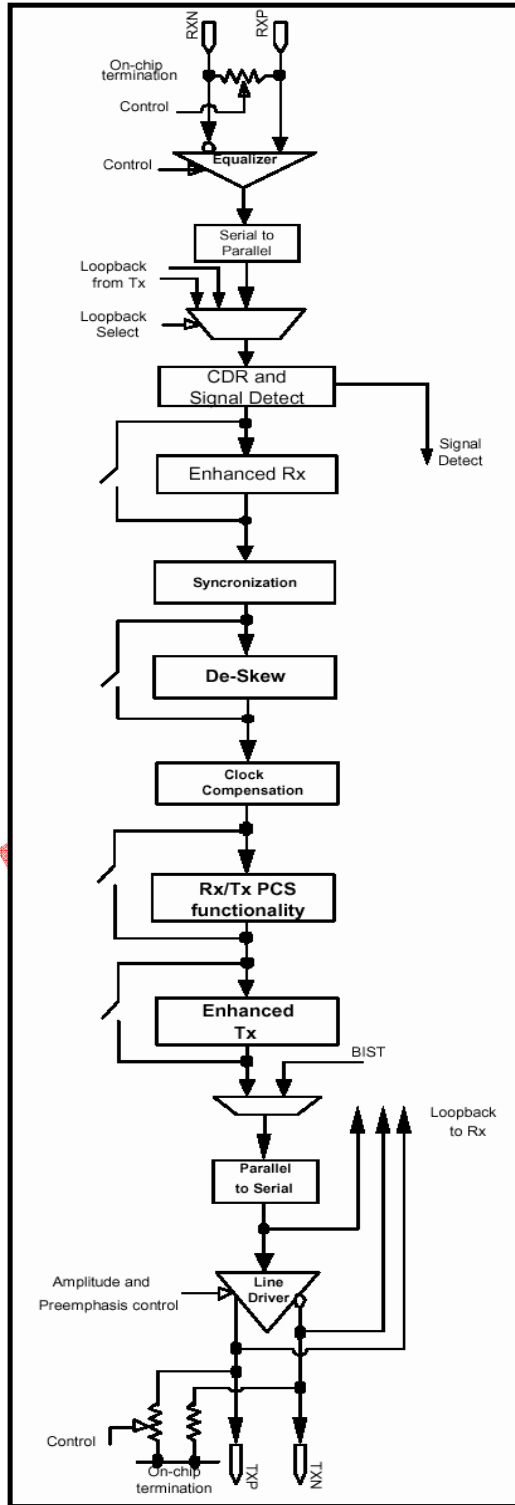 RXN
RXP
On-chip
termination
Control
Control
Equalizer
Serial to
Parallel
Loopback
from Tx
Loopback
Select
CDR and
Signal Detect
Signal
Detect
Enhanced Rx
Syncronization
De-Skew
Clock
Compensation
Rx/Tx PCS
functionality
Enhanced
Tx
BIST
Loopback
to Rx
Parallel
to Serial
Amplitude and
Preemphasis control
Line
Driver
Control
On-chip
termination
TXP
TXN